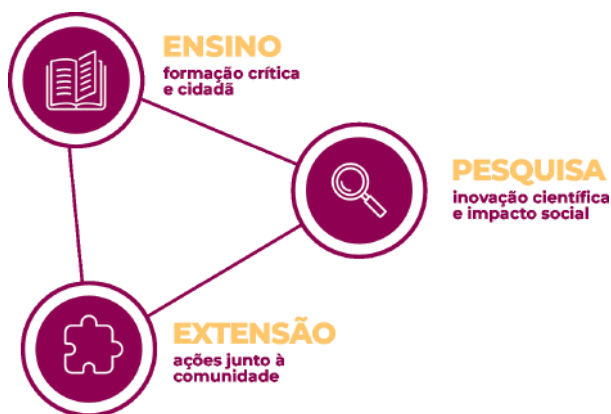 ENSINO
formação crítica
e cidadã
PESQUISA
inovação científica
e impacto social
EXTENSÃO
ações junto à
comunidade